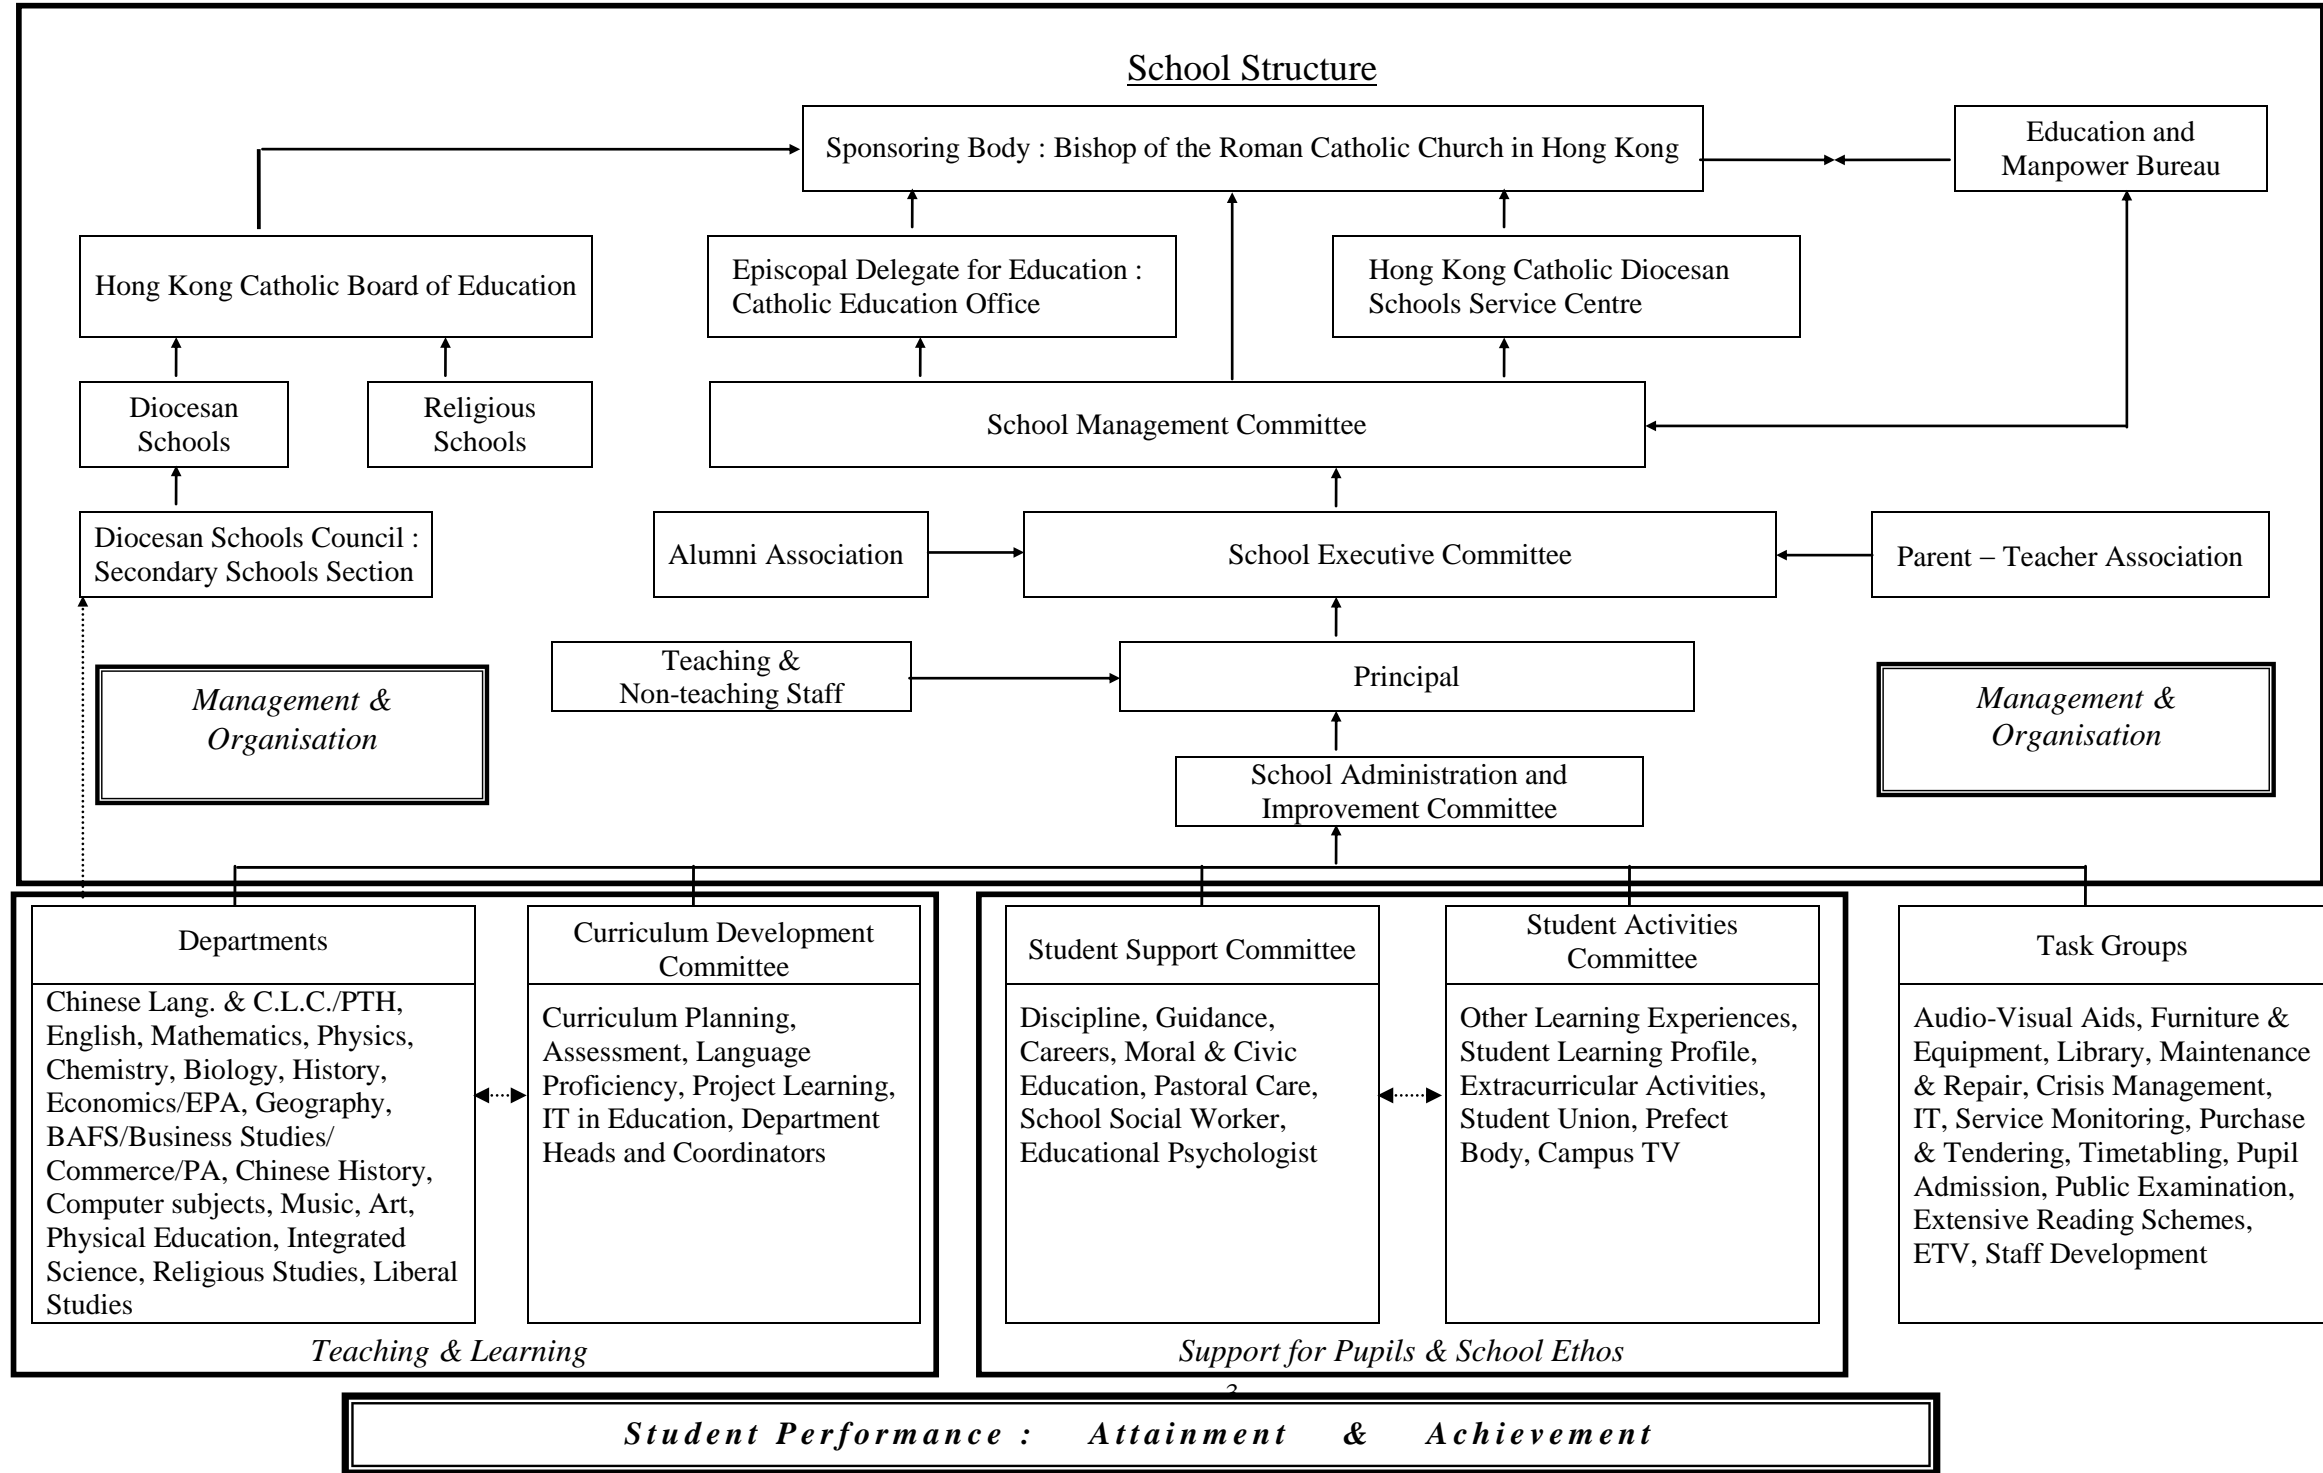 School Structure
Sponsoring Body : Bishop of the Roman Catholic Church in Hong Kong
Education and
Manpower Bureau
Hong Kong Catholic Board of Education
Episcopal Delegate for Education :
Catholic Education Office
Hong Kong Catholic Diocesan
Schools Service Centre
Diocesan
Schools
Religious
Schools
School Management Committee
Diocesan Schools Council :
Secondary Schools Section
Alumni Association
School Executive Committee
Parent – Teacher Association
Teaching &
Non-teaching Staff
Principal
Management &
Organisation
Management &
Organisation
School Administration and
Improvement Committee
Departments
Chinese Lang. & C.L.C./PTH,
English, Mathematics, Physics,
Chemistry, Biology, History,
Economics/EPA, Geography,
BAFS/Business Studies/
Commerce/PA, Chinese History,
Computer subjects, Music, Art,
Physical Education, Integrated
Science, Religious Studies, Liberal
Studies
Curriculum Development
Committee
Curriculum Planning,
Assessment, Language
Proficiency, Project Learning,
IT in Education, Department
Heads and Coordinators
Teaching & Learning
Student Support Committee
Discipline, Guidance,
Careers, Moral & Civic
Education, Pastoral Care,
School Social Worker,
Educational Psychologist
Student Activities
Committee
Other Learning Experiences,
Student Learning Profile,
Extracurricular Activities,
Student Union, Prefect
Body, Campus TV
Support for Pupils & School Ethos
Task Groups
Audio-Visual Aids, Furniture &
Equipment, Library, Maintenance
& Repair, Crisis Management,
IT, Service Monitoring, Purchase
& Tendering, Timetabling, Pupil
Admission, Public Examination,
Extensive Reading Schemes,
ETV, Staff Development
Student Performance : Attainment & Achievement